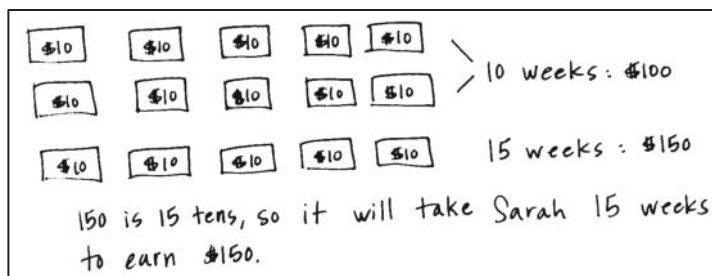 $10 $10 $10 $10 $10
10 weeks: $100
$10 $10 $10 $10 $10
$10 $10 $10 $10 $10 15 weeks: $150
150 is 15 tens, so it will take Sarah 15 weeks
to earn $150.